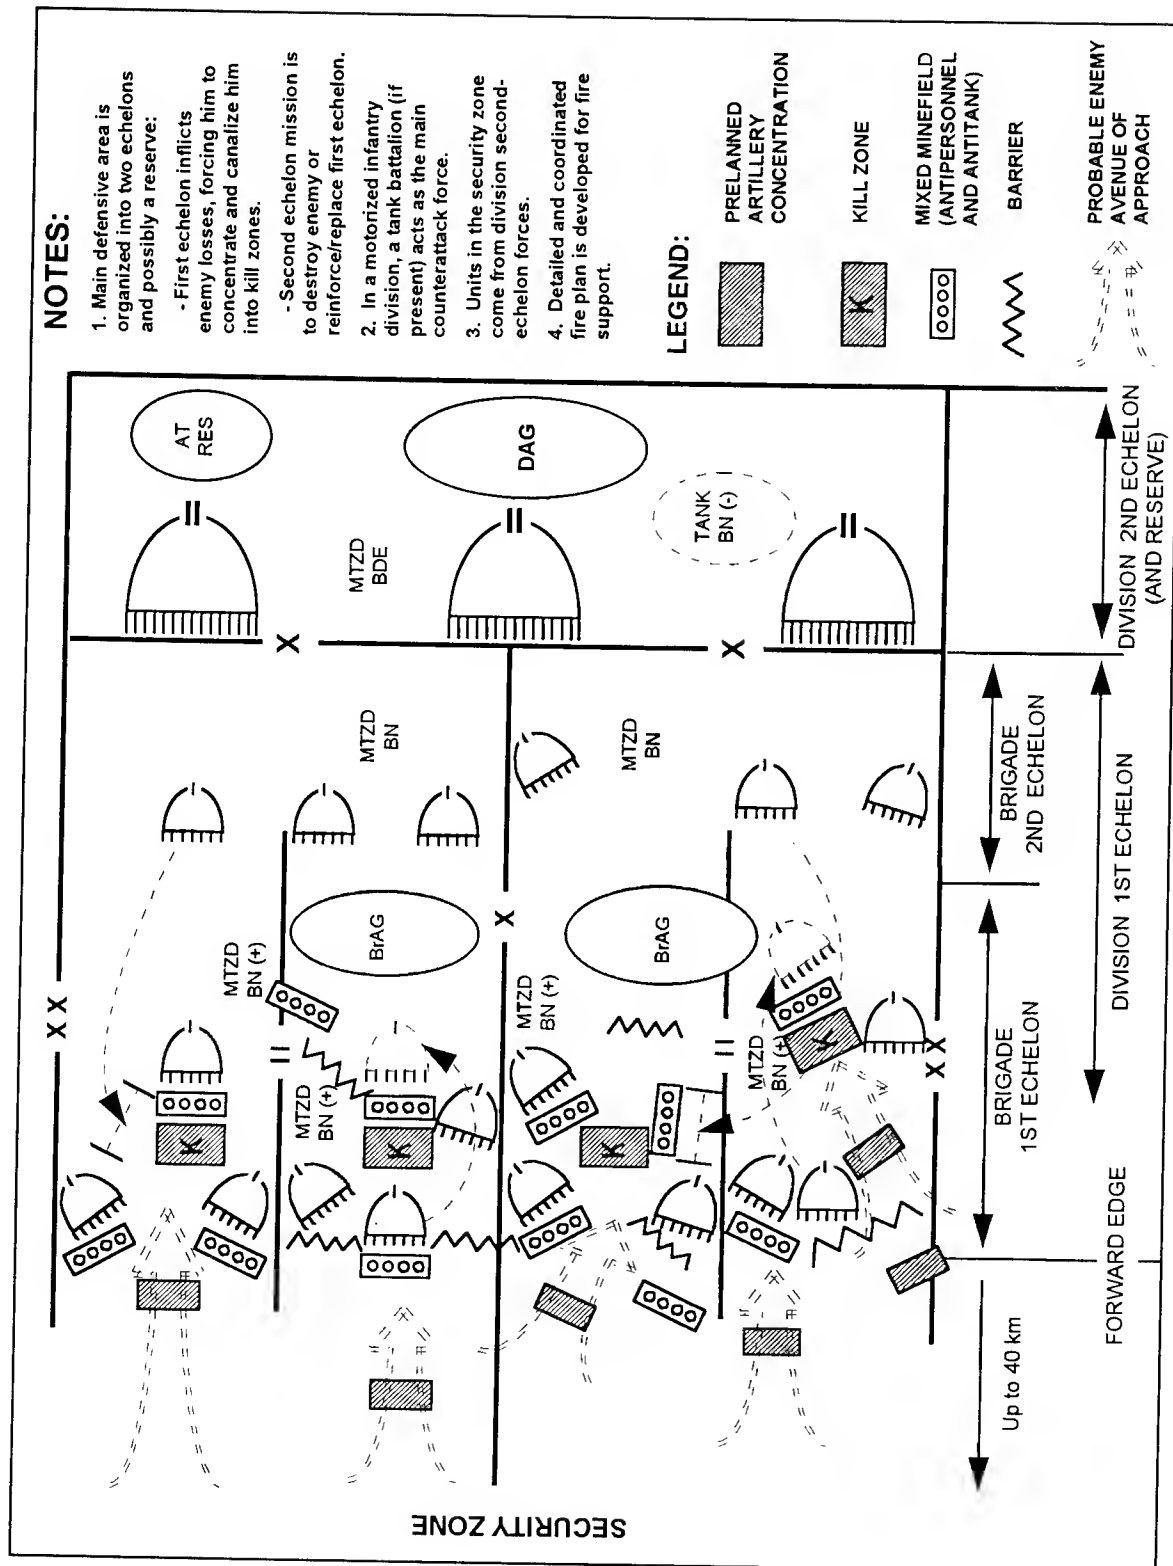 NOTES:
1. Main defensive area is
organized into two echelons
and possibly a reserve:
- First echelon inflicts
enemy losses, forcing him to
concentrate and canalize him
into kill zones.
- Second echelon mission is
to destroy enemy or
reinforce/replace first echelon.
2. In a motorized infantry
division, a tank battalion (if
present) acts as the main
counterattack force.
3. Units in the security zone
come from division second-
echelon forces.
4. Detailed and coordinated
fire plan is developed for fire
support.
LEGEND:
PRELANNED
ARTILLERY
CONCENTRATION
K
KILL ZONE
MIXED MINEFIELD
(ANTIPERSONNEL
AND ANTITANK)
BARRIER
PROBABLE ENEMY
AVENUE OF
APPROACH
AT
RES
DAG
TANK
BN (-)
MTZD
BDE
X
X
MTZD
BN
MTZD
BN
BrAG
BrAG
X X
X
X X
MTZD
BN (+)
MTZD
BN (+)
MTZD
BN (+)
MTZD
BN (+)
K
K
K
K
SECURITY ZONE
Up to 40 km
FORWARD EDGE
BRIGADE
1ST ECHELON
BRIGADE
2ND ECHELON
DIVISION 1ST ECHELON
DIVISION 2ND ECHELON
(AND RESERVE)